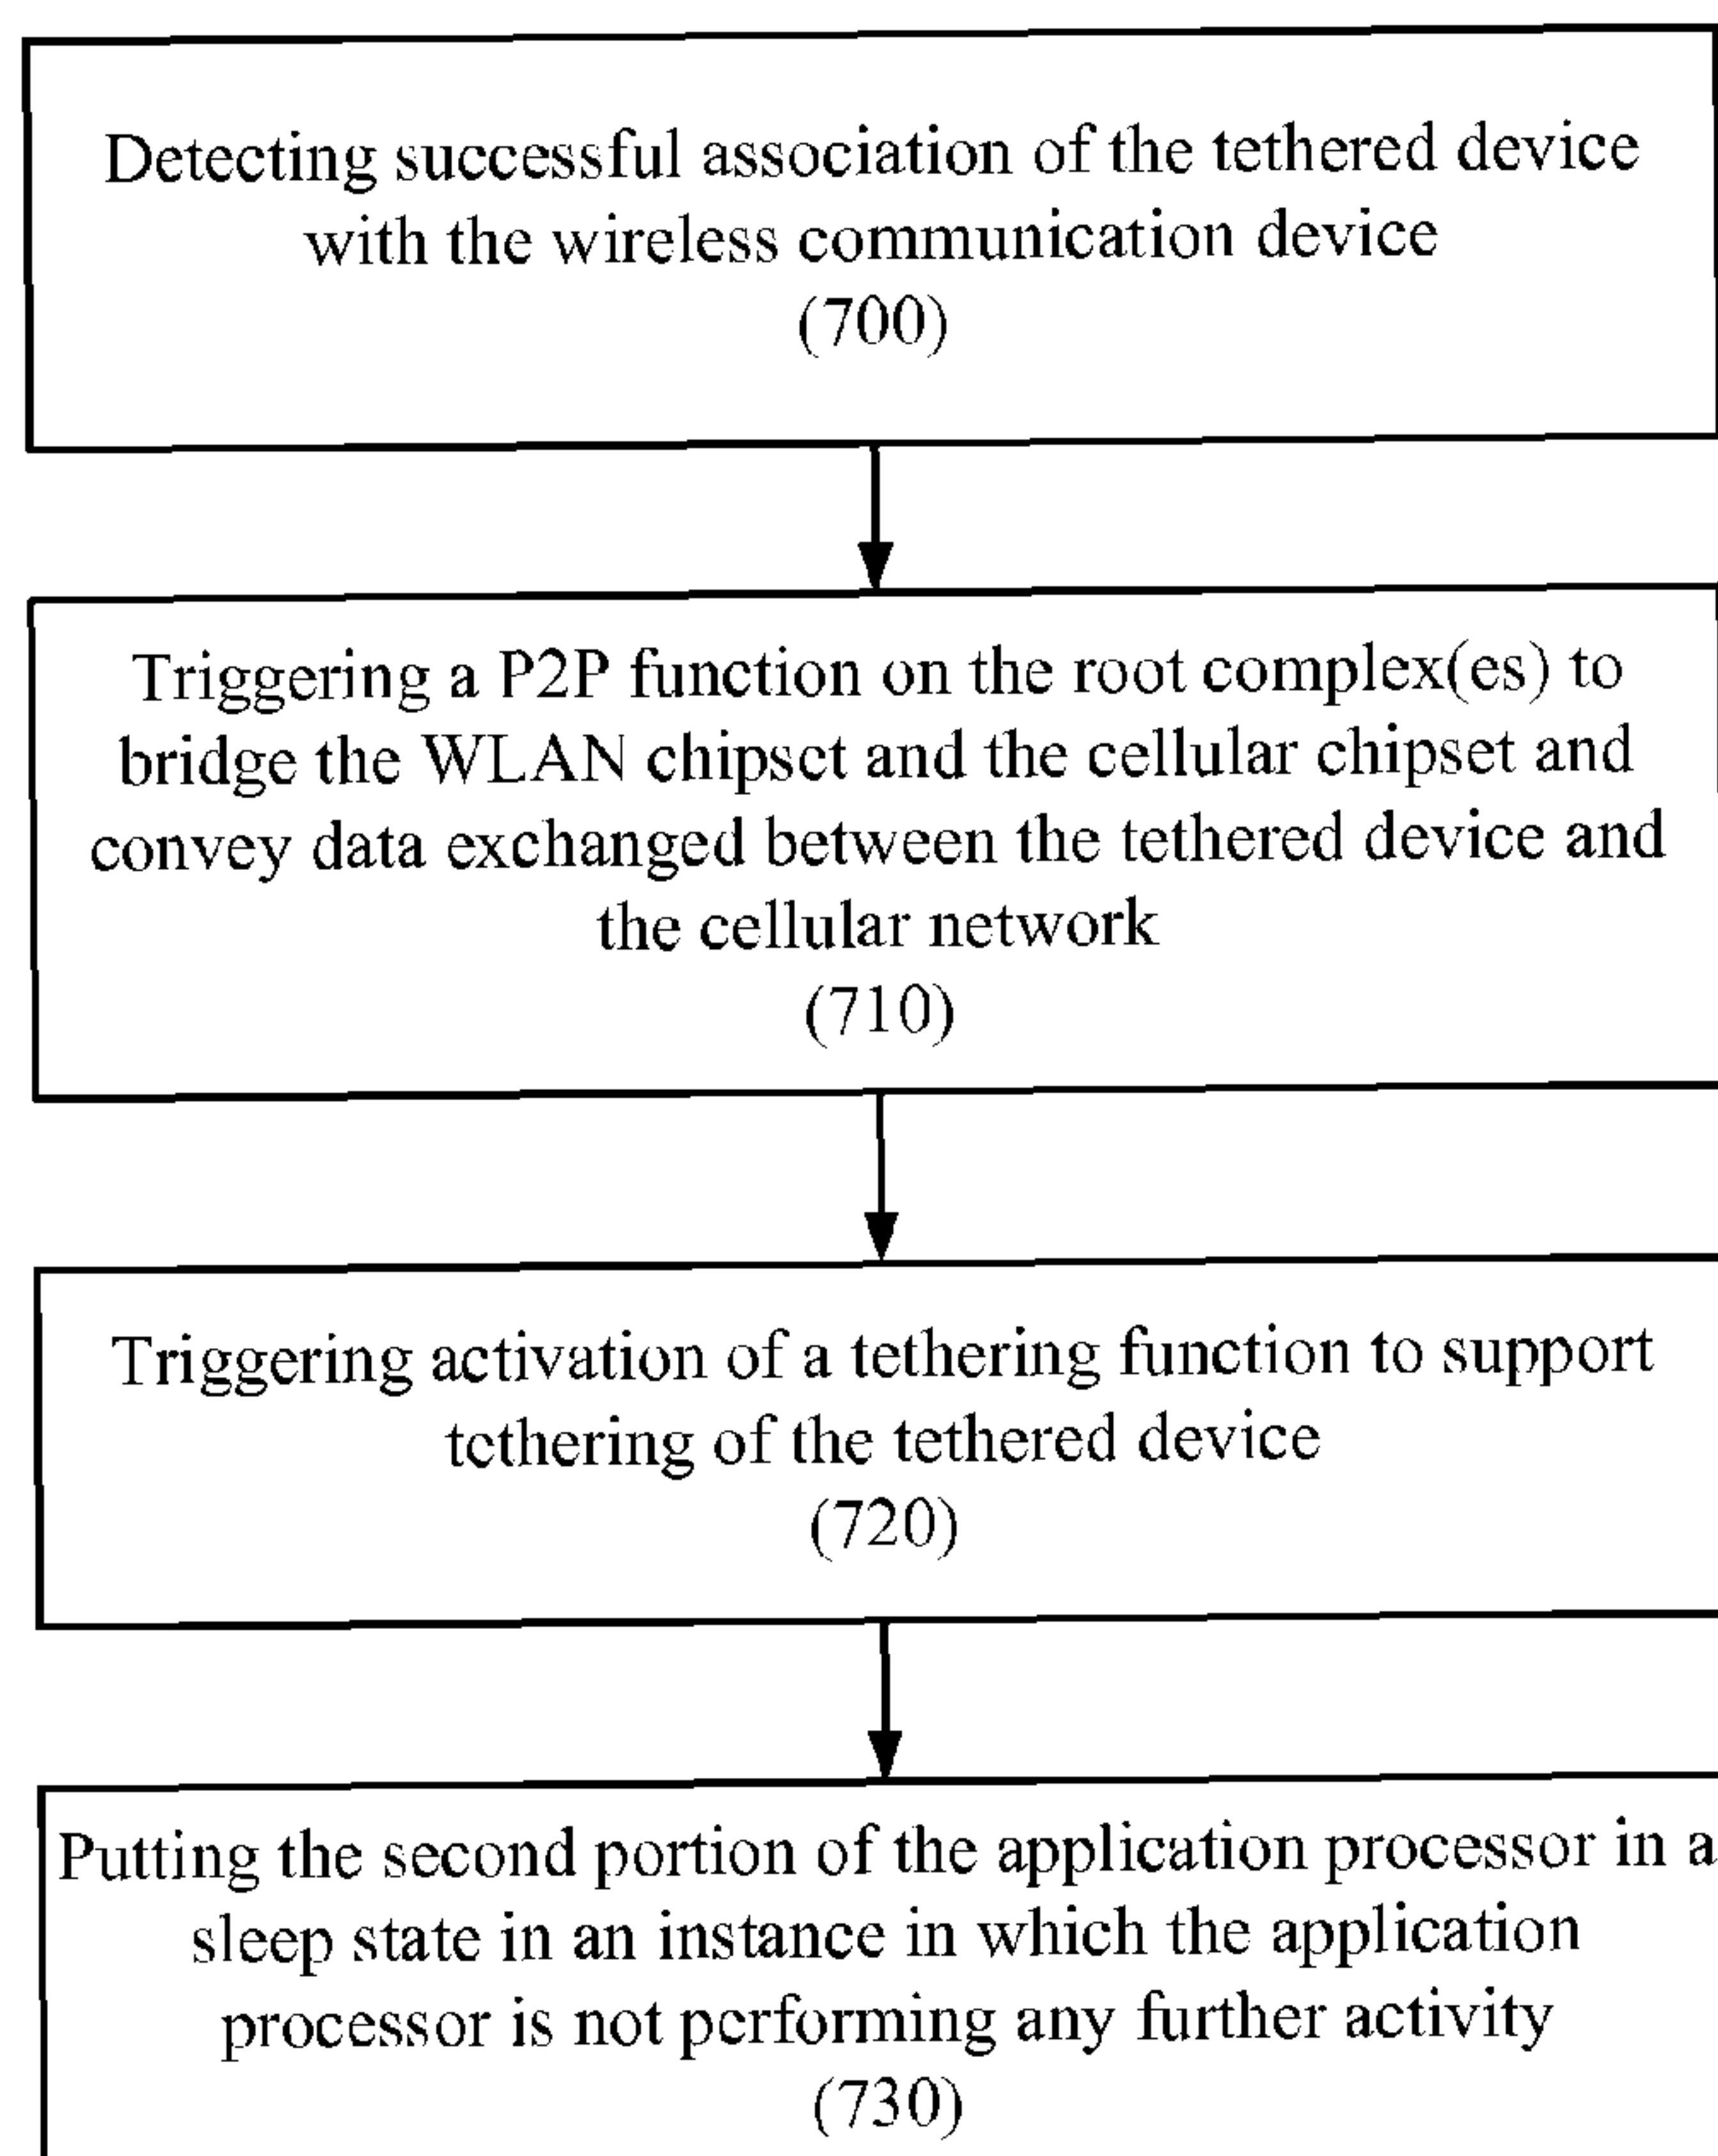 Detecting successful association of the tethered device
with the wireless communication device
(700)
Triggering a P2P function on the root complex(es) to
bridge the WLAN chipset and the cellular chipset and
convey data exchanged between the tethered device and
the cellular network
(710)
Triggering activation of a tethering function to support
tethering of the tethered device
(720)
Putting the second portion of the application processor in a
sleep state in an instance in which the application
processor is not performing any further activity
(730)